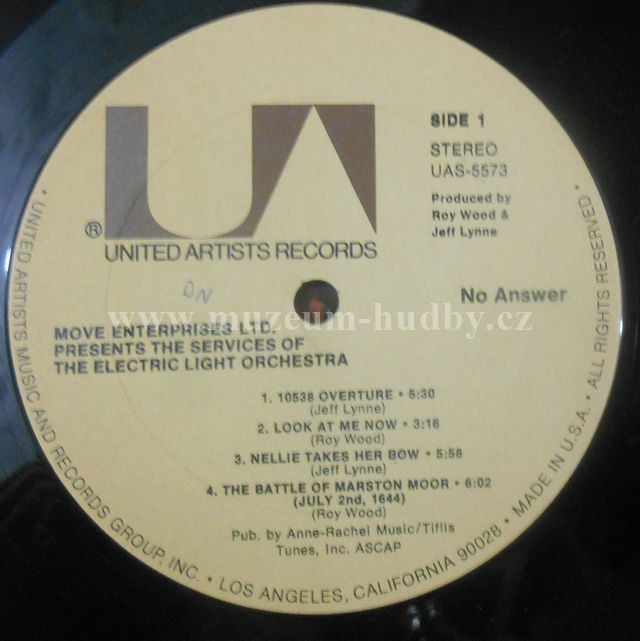 SIDE 1
STEREO
UAS-5573
Produced by
Roy Wood &
Jeff Lynne
®
UNITED ARTISTS RECORDS
DN
No Answer
www.muzeum-hudby.cz
MOVE ENTERPRISES LTD.
PRESENTS THE SERVICES OF
THE ELECTRIC LIGHT ORCHESTRA
1. 10538 OVERTURE • 5:30
(Jeff Lynne)
2. LOOK AT ME NOW • 3:16
(Roy Wood)
3. NELLIE TAKES HER BOW • 5:58
(Jeff Lynne)
4. THE BATTLE OF MARSTON MOOR • 6:02
(JULY 2nd, 1644)
(Roy Wood)
Pub. by Anne-Rachel Music/Tiflis
Tunes, Inc. ASCAP
• UNITED ARTISTS MUSIC AND RECORDS GROUP, INC. • LOS ANGELES, CALIFORNIA 90028 • MADE IN U.S.A. • ALL RIGHTS RESERVED •